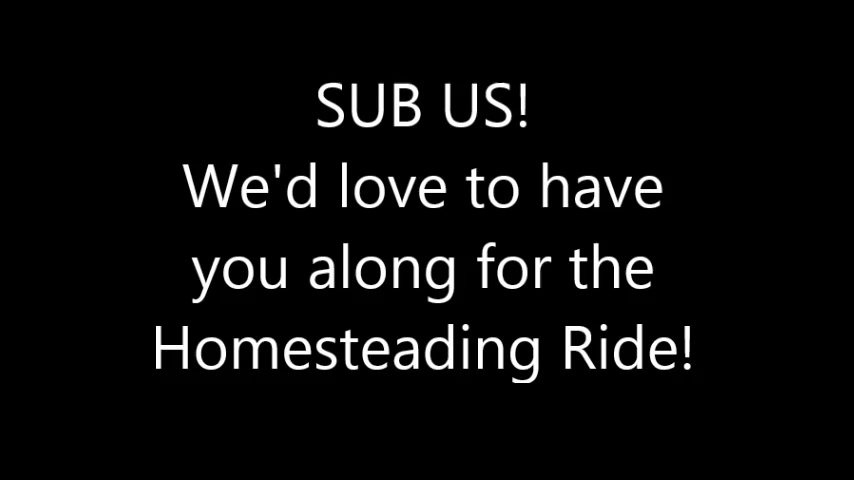 SUB US!
We'd love to have
you along for the
Homesteading Ride!